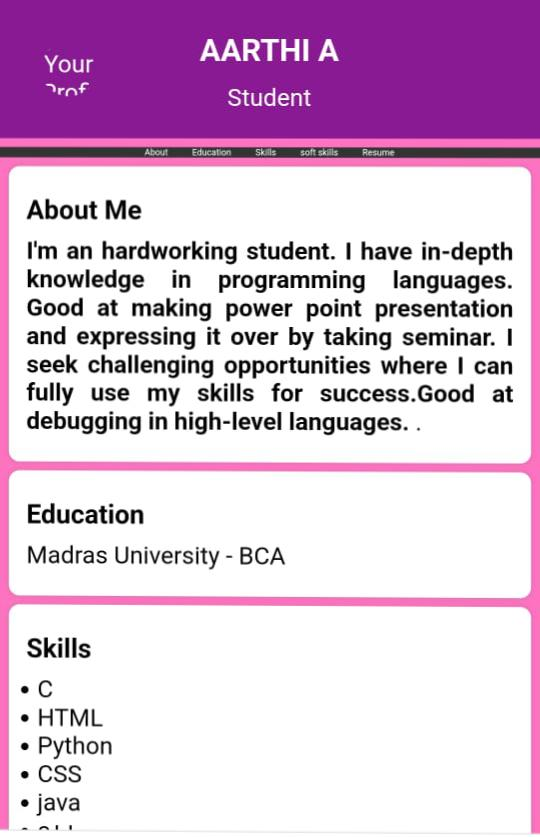 Your
AARTHI A
Student
About Education Skills soft skills Resume
About Me
I'm an hardworking student. I have in-depth
knowledge in programming languages.
Good at making power point presentation
and expressing it over by taking seminar. I
seek challenging opportunities where I can
fully use my skills for success.Good at
debugging in high-level languages. .
Education
Madras University - BCA
Skills
• C
• HTML
• Python
• CSS
• java